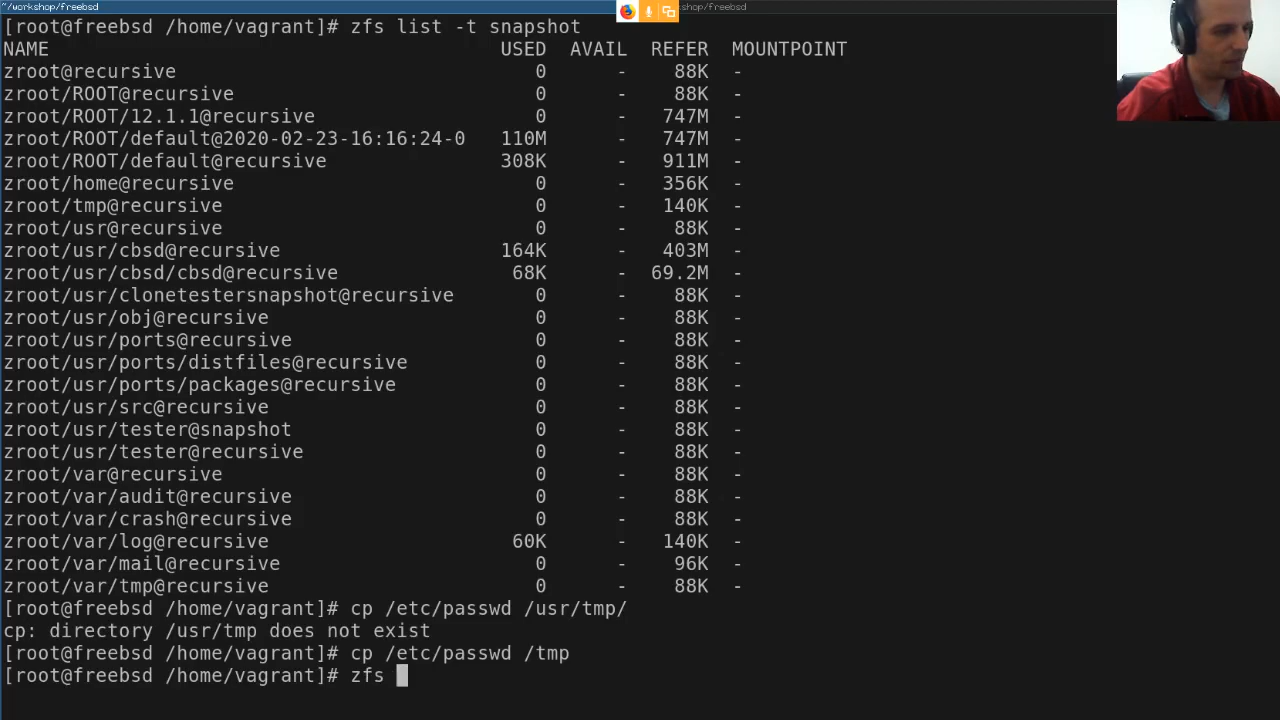 ~/workshop/freebsd
shop/freebsd
[root@freebsd /home/vagrant]# zfs list -t snapshot
NAME USED AVAIL REFER MOUNTPOINT
zroot@recursive 0 - 88K -
zroot/ROOT@recursive 0 - 88K -
zroot/ROOT/12.1.1@recursive 0 - 747M -
zroot/ROOT/default@2020-02-23-16:16:24-0 110M - 747M -
zroot/ROOT/default@recursive 308K - 911M -
zroot/home@recursive 0 - 356K -
zroot/tmp@recursive 0 - 140K -
zroot/usr@recursive 0 - 88K -
zroot/usr/cbsd@recursive 164K - 403M -
zroot/usr/cbsd/cbsd@recursive 68K - 69.2M -
zroot/usr/clonetestersnapshot@recursive 0 - 88K -
zroot/usr/obj@recursive 0 - 88K -
zroot/usr/ports@recursive 0 - 88K -
zroot/usr/ports/distfiles@recursive 0 - 88K -
zroot/usr/ports/packages@recursive 0 - 88K -
zroot/usr/src@recursive 0 - 88K -
zroot/usr/tester@snapshot 0 - 88K -
zroot/usr/tester@recursive 0 - 88K -
zroot/var@recursive 0 - 88K -
zroot/var/audit@recursive 0 - 88K -
zroot/var/crash@recursive 0 - 88K -
zroot/var/log@recursive 60K - 140K -
zroot/var/mail@recursive 0 - 96K -
zroot/var/tmp@recursive 0 - 88K -
[root@freebsd /home/vagrant]# cp /etc/passwd /usr/tmp/
cp: directory /usr/tmp does not exist
[root@freebsd /home/vagrant]# cp /etc/passwd /tmp
[root@freebsd /home/vagrant]# zfs